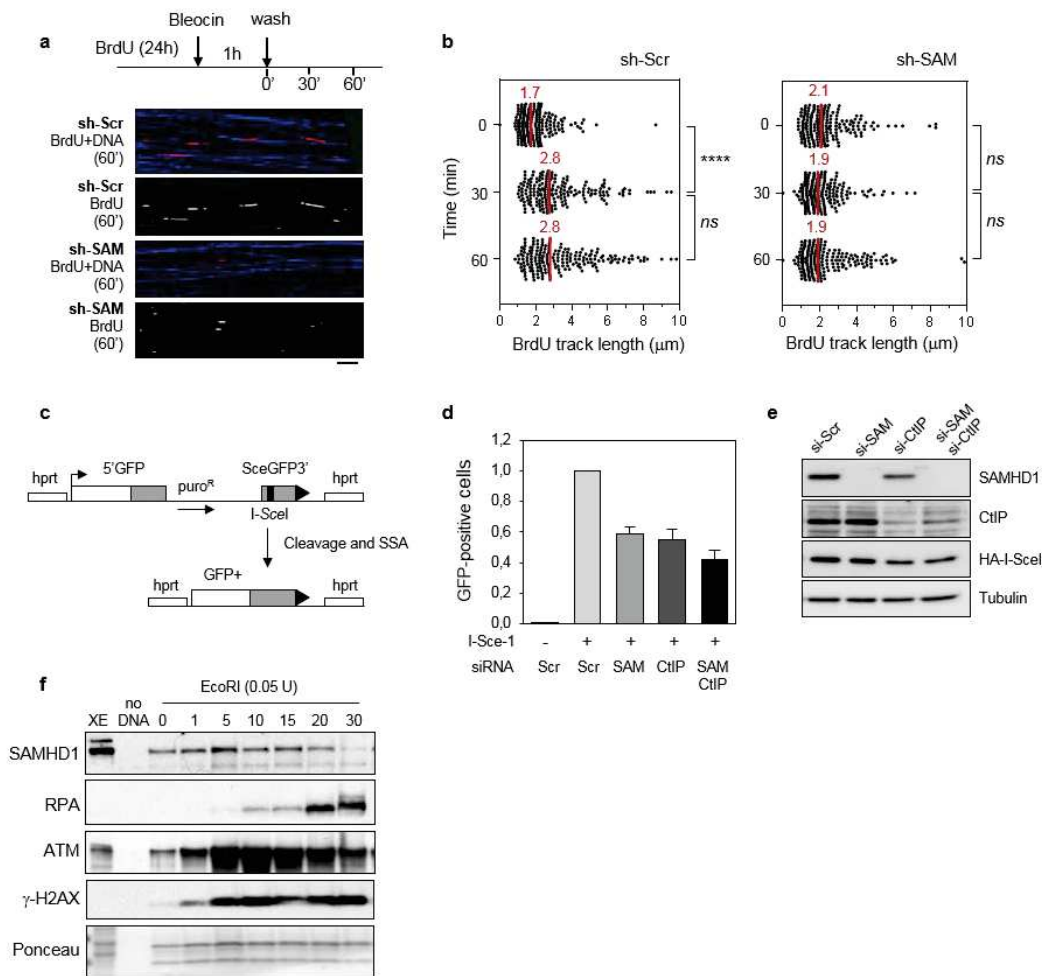 a
Bleocin
wash
BrdU (24h)
1h
0'
30'
60'
sh-Scr
BrdU+DNA
(60')
sh-Scr
BrdU
(60')
sh-SAM
BrdU+DNA
(60')
sh-SAM
BrdU
(60')
b
sh-Scr
sh-SAM
Time (min)
0
30
60
1.7
2.8
2.8
****
ns
0 2 4 6 8 10
BrdU track length (μm)
0
30
60
2.1
1.9
1.9
ns
ns
0 2 4 6 8 10
BrdU track length (μm)
c
hprt
5'GFP
puroᴿ
SceGFP3'
hprt
I-SceI
Cleavage and SSA
hprt
GFP+
hprt
d
GFP-positive cells
1,2
1,0
0,8
0,6
0,4
0,2
0,0
I-Sce-1 - + + + +
siRNA Scr Scr SAM CtIP SAM
CtIP
e
si-Scr
si-SAM
si-CtIP
si-SAM
si-CtIP
SAMHD1
CtIP
HA-I-SceI
Tubulin
f
EcoRI (0.05 U)
no
XE DNA 0 1 5 10 15 20 30
SAMHD1
RPA
ATM
γ-H2AX
Ponceau